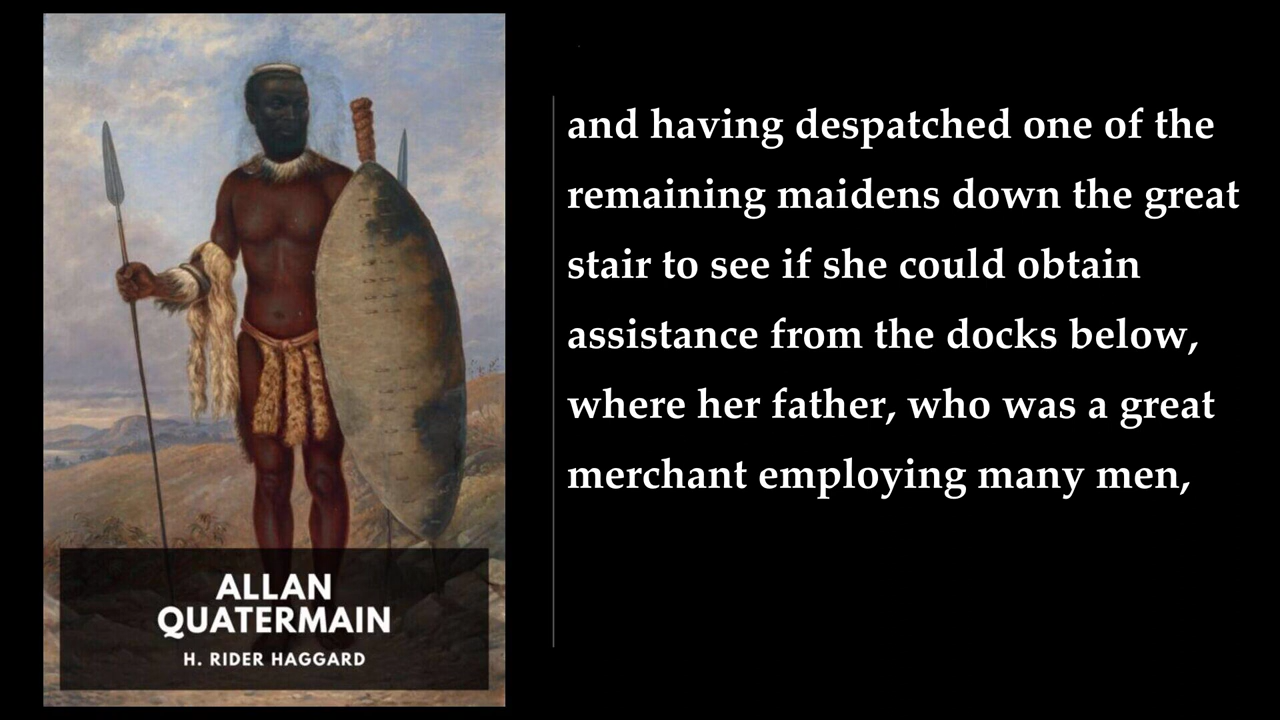 and having despatched one of the
remaining maidens down the great
stair to see if she could obtain
assistance from the docks below,
where her father, who was a great
merchant employing many men,
ALLAN
QUATERMAIN
H. RIDER HAGGARD